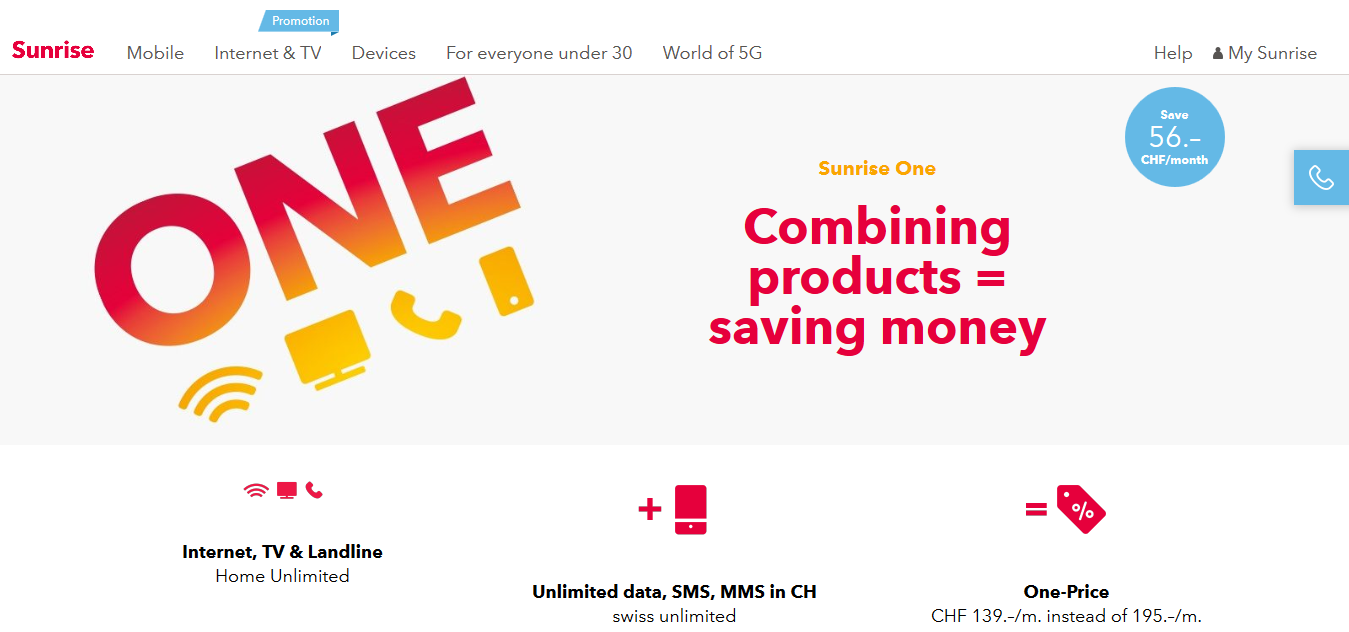 Promotion
Sunrise
Mobile
Internet & TV
Devices
For everyone under 30
World of 5G
Help
My Sunrise
ONE
Save
56.–
CHF/month
Sunrise One
Combining
products =
saving money
+
=
%
Internet, TV & Landline
Home Unlimited
Unlimited data, SMS, MMS in CH
swiss unlimited
One-Price
CHF 139.–/m. instead of 195.–/m.